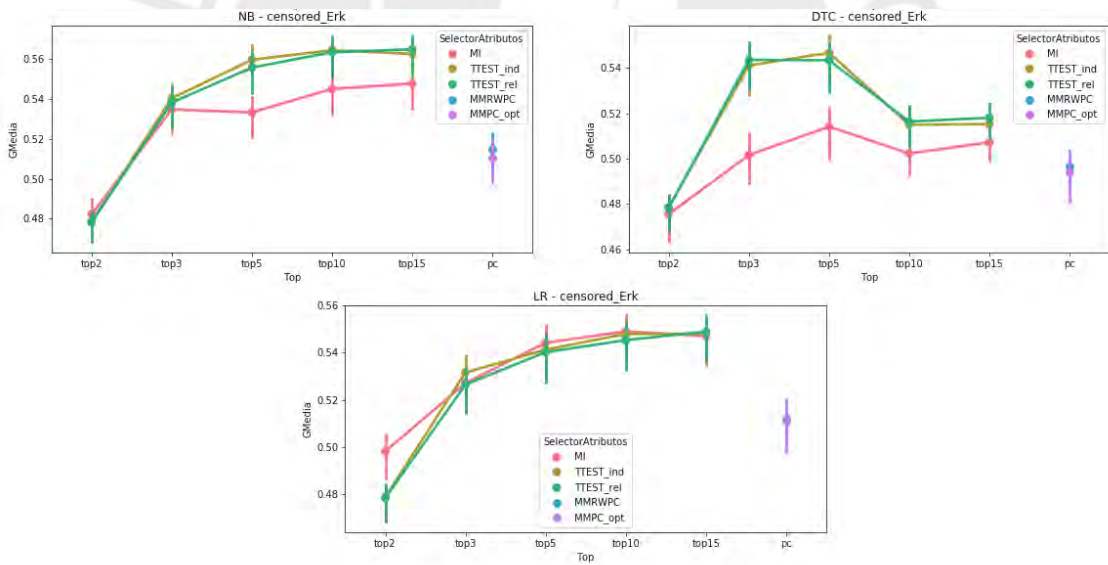 NB - censored_Erk
GMedia
0.56
0.54
0.52
0.50
0.48
SelectorAtributos
MI
TTEST_ind
TTEST_rel
MMRWPC
MMPC_opt
top2 top3 top5 top10 top15 pc
Top
DTC - censored_Erk
GMedia
0.54
0.52
0.50
0.48
0.46
SelectorAtributos
MI
TTEST_ind
TTEST_rel
MMRWPC
MMPC_opt
top2 top3 top5 top10 top15 pc
Top
LR - censored_Erk
GMedia
0.56
0.54
0.52
0.50
0.48
SelectorAtributos
MI
TTEST_ind
TTEST_rel
MMRWPC
MMPC_opt
top2 top3 top5 top10 top15 pc
Top